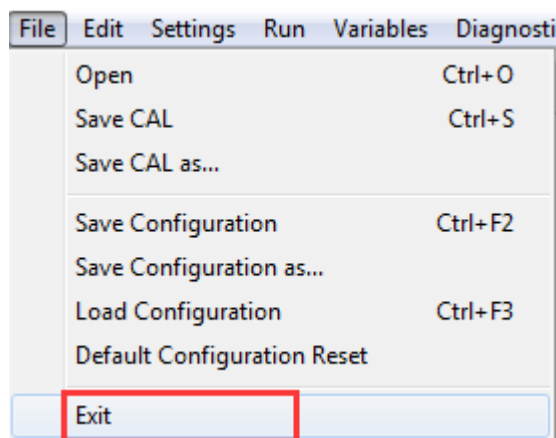 File Edit Settings Run Variables Diagnosti
Open Ctrl+O
Save CAL Ctrl+S
Save CAL as...
Save Configuration Ctrl+F2
Save Configuration as...
Load Configuration Ctrl+F3
Default Configuration Reset
Exit